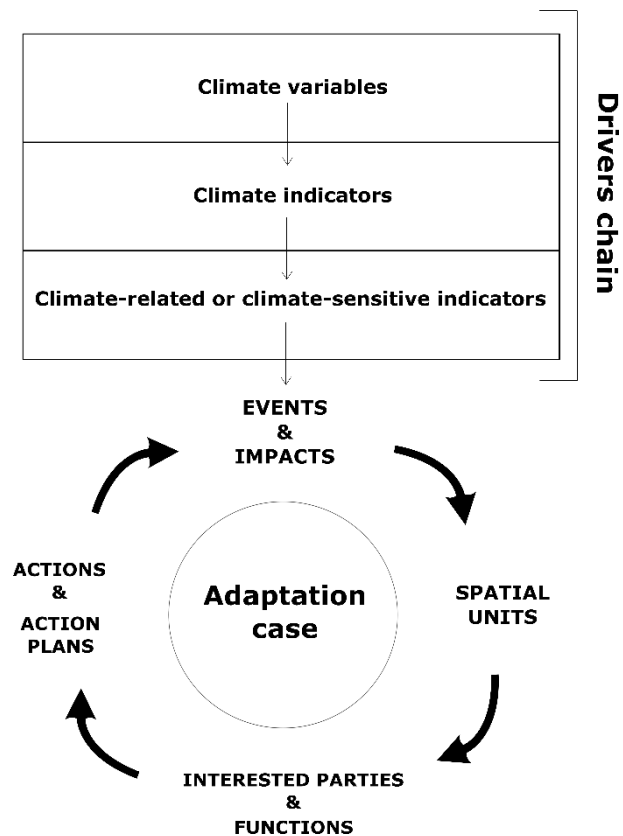 Climate variables
Climate indicators
Climate-related or climate-sensitive indicators
Drivers chain
EVENTS
&
IMPACTS
SPATIAL
UNITS
INTERESTED PARTIES
&
FUNCTIONS
ACTIONS
&
ACTION
PLANS
Adaptation
case